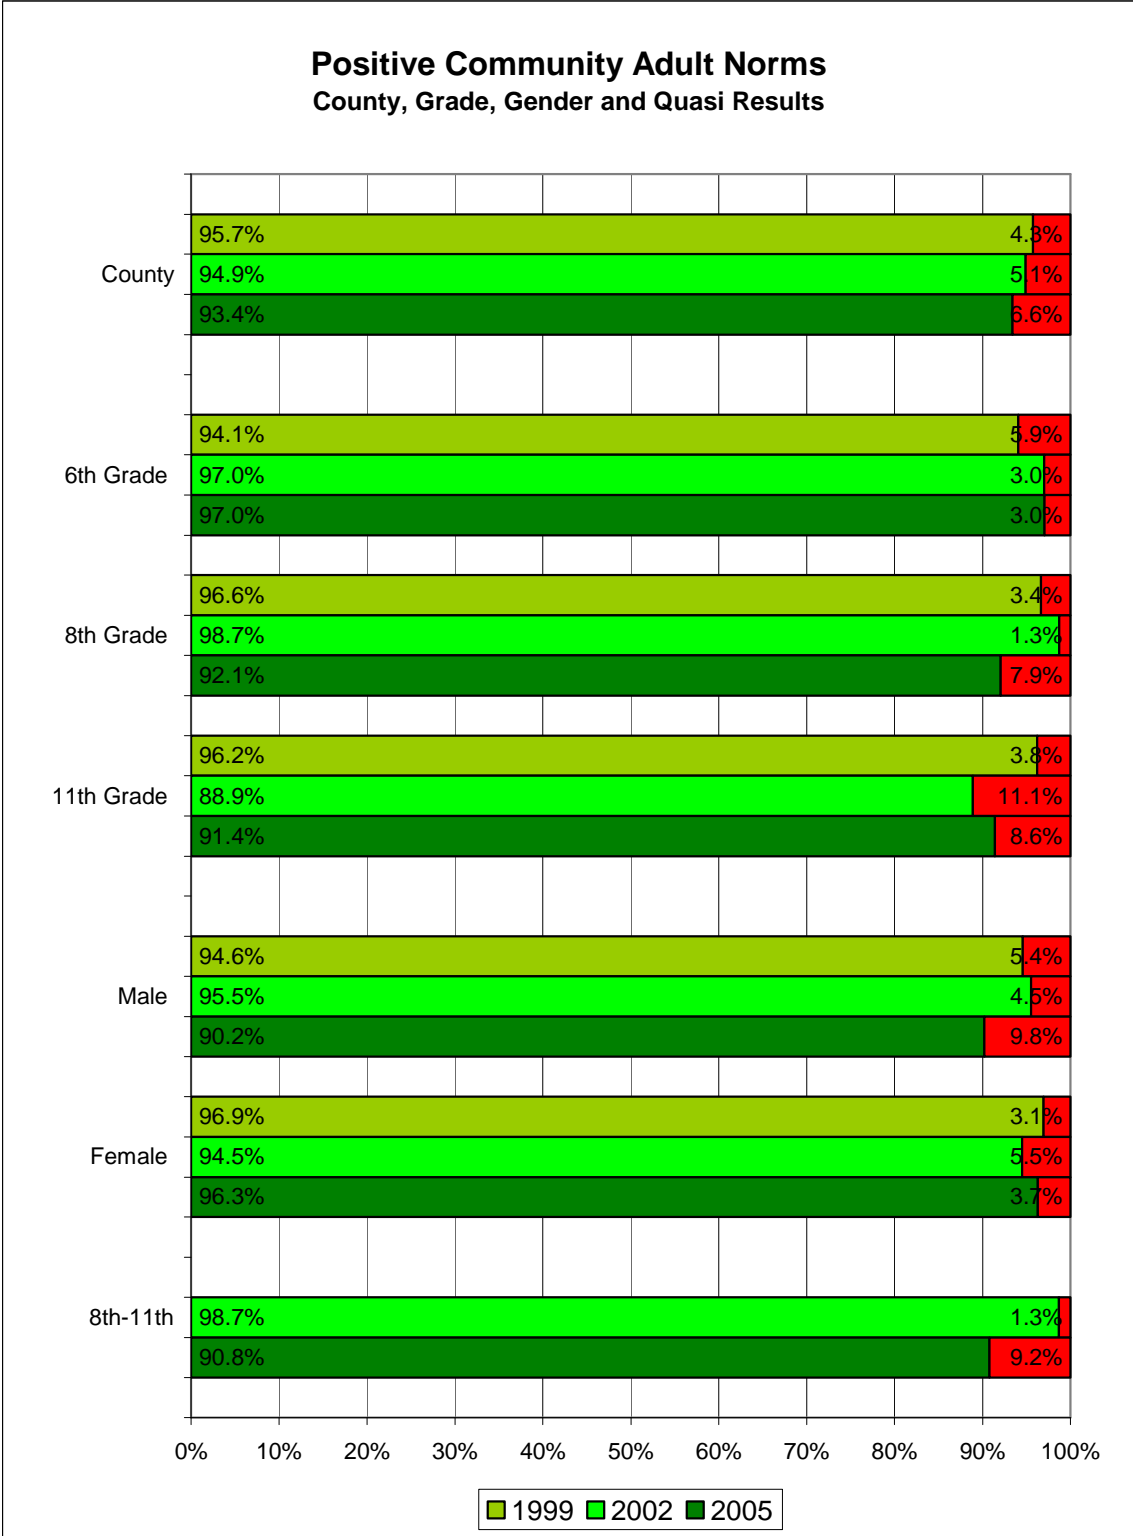 Positive Community Adult Norms
County, Grade, Gender and Quasi Results
95.7% 4.3%
County 94.9% 5.1%
93.4% 6.6%
94.1% 5.9%
6th Grade 97.0% 3.0%
97.0% 3.0%
96.6% 3.4%
8th Grade 98.7% 1.3%
92.1% 7.9%
96.2% 3.8%
11th Grade 88.9% 11.1%
91.4% 8.6%
94.6% 5.4%
Male 95.5% 4.5%
90.2% 9.8%
96.9% 3.1%
Female 94.5% 5.5%
96.3% 3.7%
8th-11th 98.7% 1.3%
90.8% 9.2%
0% 10% 20% 30% 40% 50% 60% 70% 80% 90% 100%
1999 2002 2005